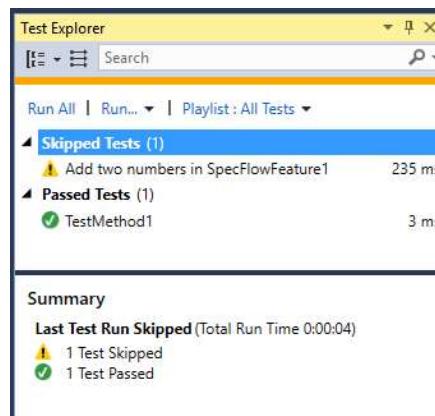 Test Explorer
Search
Run All | Run... | Playlist : All Tests
Skipped Tests (1)
Add two numbers in SpecFlowFeature1 235 m
Passed Tests (1)
TestMethod1 3 m
Summary
Last Test Run Skipped (Total Run Time 0:00:04)
1 Test Skipped
1 Test Passed